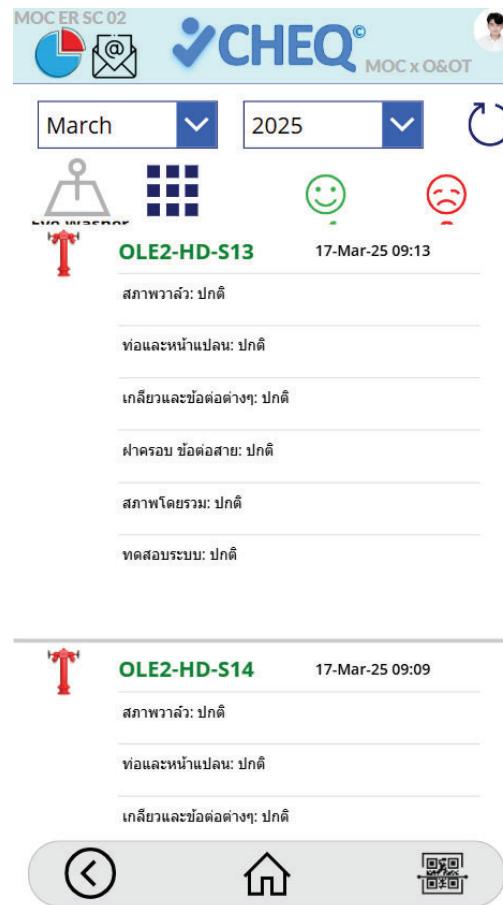 MOC ER SC 02
CHEQ©
MOC x O&OT
March
2025
Eye Washer
OLE2-HD-S13
17-Mar-25 09:13
สภาพวาล์ว: ปกติ
ท่อและหน้าแปลน: ปกติ
เกลียวและข้อต่อต่างๆ: ปกติ
ฝาครอบ ข้อต่อสาย: ปกติ
สภาพโดยรวม: ปกติ
ทดสอบระบบ: ปกติ
OLE2-HD-S14
17-Mar-25 09:09
สภาพวาล์ว: ปกติ
ท่อและหน้าแปลน: ปกติ
เกลียวและข้อต่อต่างๆ: ปกติ